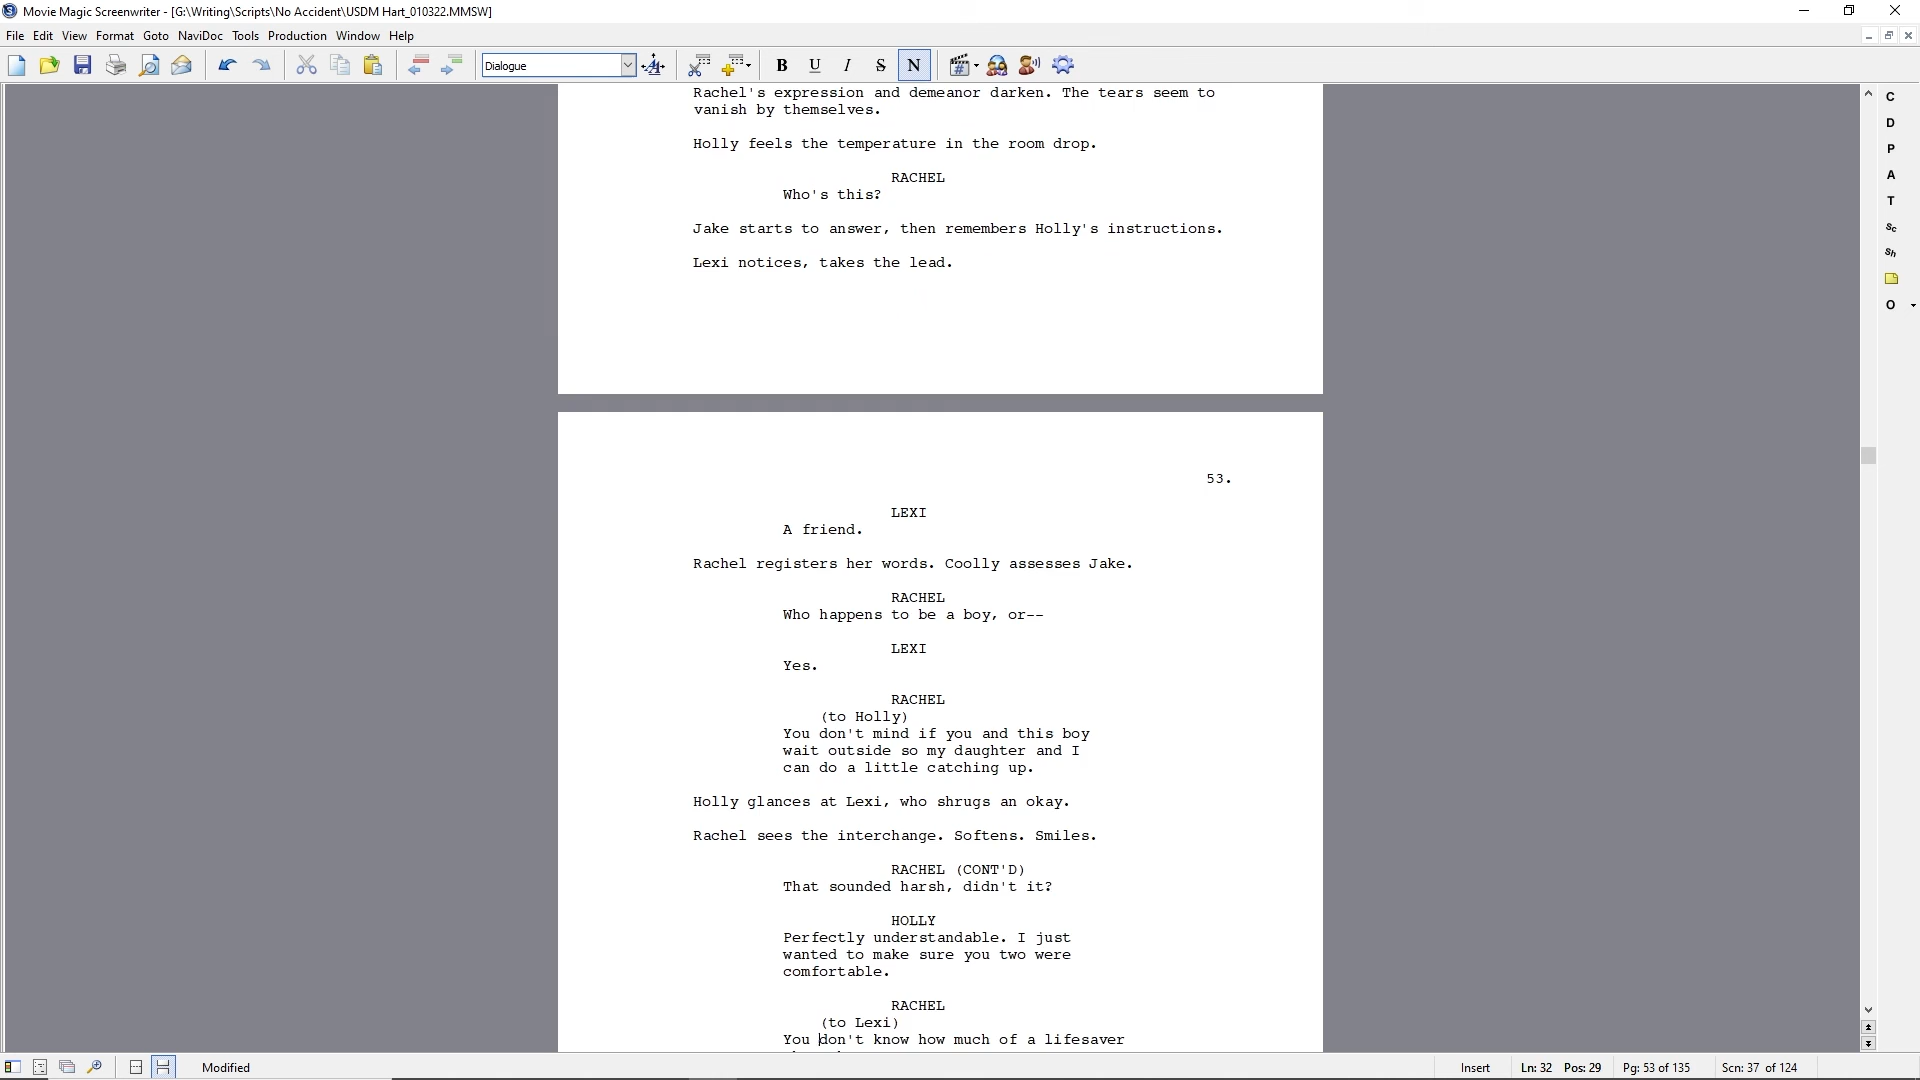 Movie Magic Screenwriter - [G:\Writing\Scripts\No Accident\USDM Hart_010322.MMSW]
File Edit View Format Goto NaviDoc Tools Production Window Help
Dialogue
B U I S N
C
D
P
A
T
Sc
Sh
O
Rachel's expression and demeanor darken. The tears seem to
vanish by themselves.
Holly feels the temperature in the room drop.
RACHEL
Who's this?
Jake starts to answer, then remembers Holly's instructions.
Lexi notices, takes the lead.
53.
LEXI
A friend.
Rachel registers her words. Coolly assesses Jake.
RACHEL
Who happens to be a boy, or--
LEXI
Yes.
RACHEL
(to Holly)
You don't mind if you and this boy
wait outside so my daughter and I
can do a little catching up.
Holly glances at Lexi, who shrugs an okay.
Rachel sees the interchange. Softens. Smiles.
RACHEL (CONT'D)
That sounded harsh, didn't it?
HOLLY
Perfectly understandable. I just
wanted to make sure you two were
comfortable.
RACHEL
(to Lexi)
You don't know how much of a lifesaver
Modified
Insert Ln: 32 Pos: 29 Pg: 53 of 135 Scn: 37 of 124